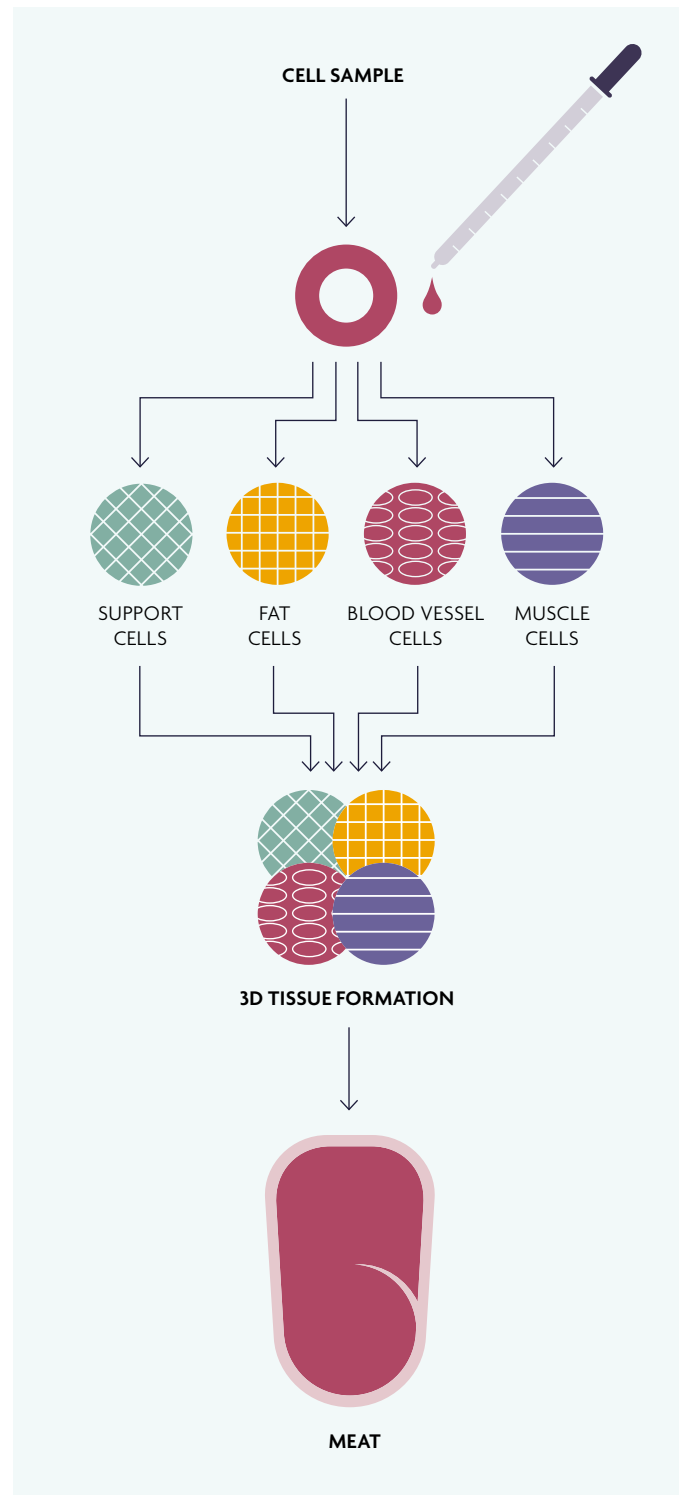 CELL SAMPLE
SUPPORT
CELLS
FAT
CELLS
BLOOD VESSEL
CELLS
MUSCLE
CELLS
3D TISSUE FORMATION
MEAT